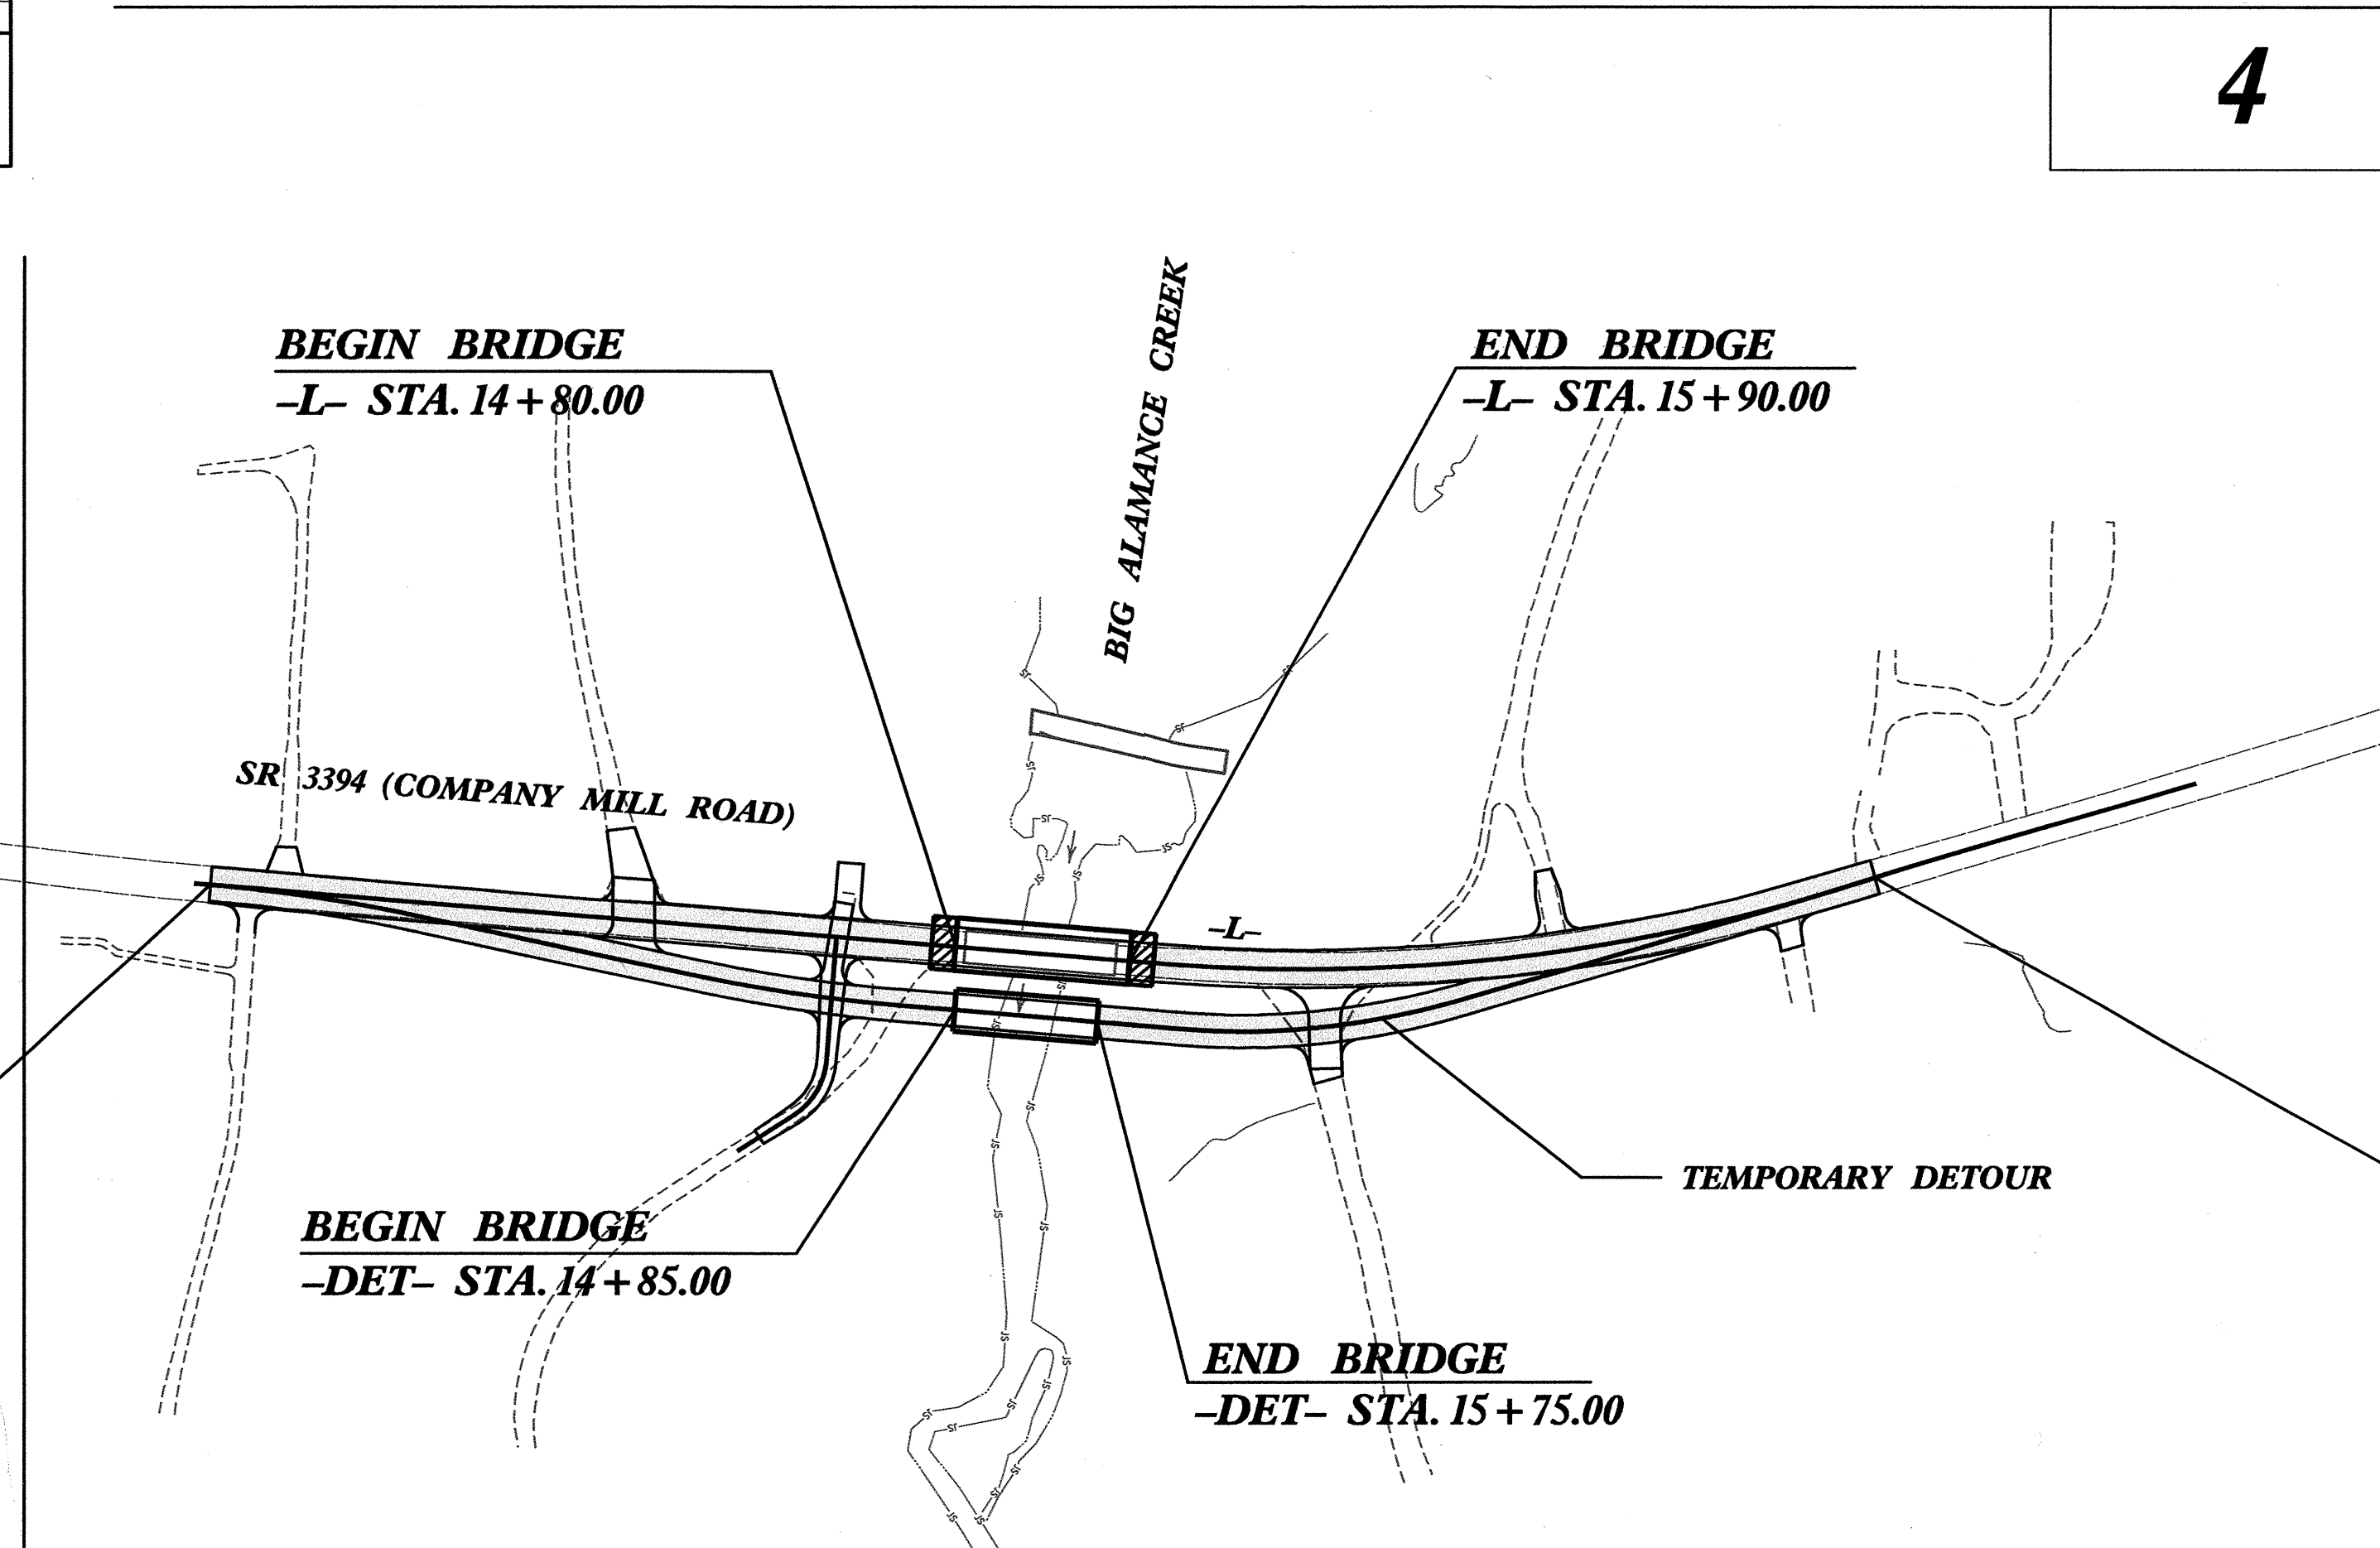 4
BEGIN BRIDGE
–L– STA. 14+80.00
END BRIDGE
–L– STA. 15+90.00
BIG ALAMANCE CREEK
SR 3394 (COMPANY MILL ROAD)
–L–
TEMPORARY DETOUR
BEGIN BRIDGE
–DET– STA. 14+85.00
END BRIDGE
–DET– STA. 15+75.00